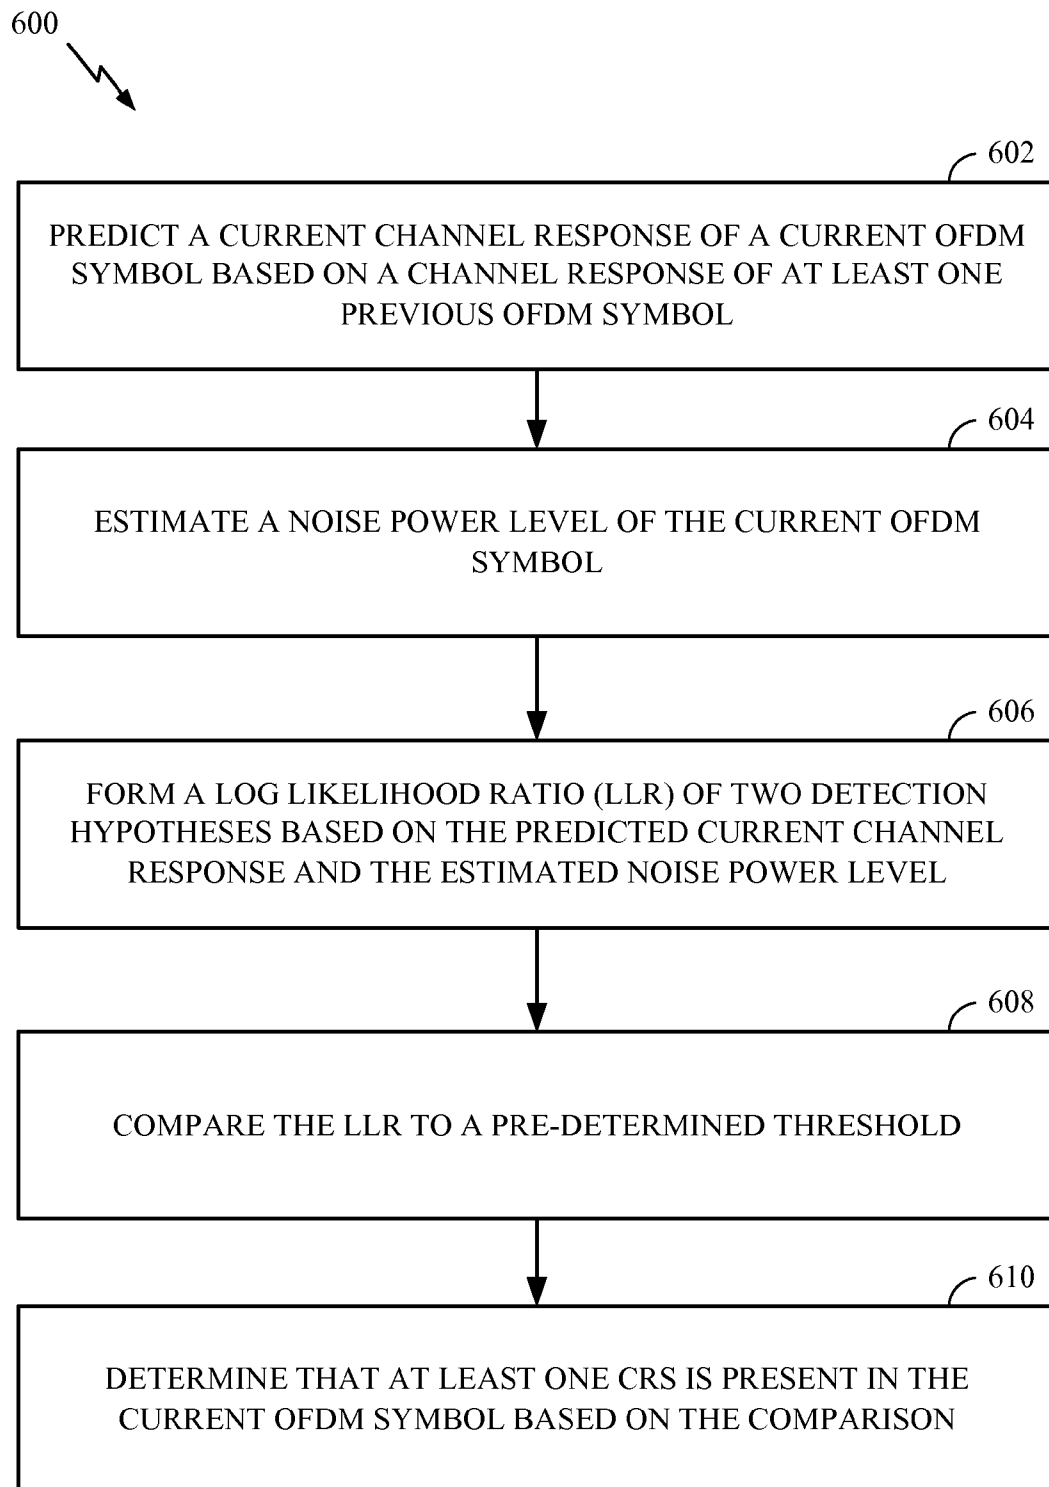 600
602
PREDICT A CURRENT CHANNEL RESPONSE OF A CURRENT OFDM
SYMBOL BASED ON A CHANNEL RESPONSE OF AT LEAST ONE
PREVIOUS OFDM SYMBOL
604
ESTIMATE A NOISE POWER LEVEL OF THE CURRENT OFDM
SYMBOL
606
FORM A LOG LIKELIHOOD RATIO (LLR) OF TWO DETECTION
HYPOTHESES BASED ON THE PREDICTED CURRENT CHANNEL
RESPONSE AND THE ESTIMATED NOISE POWER LEVEL
608
COMPARE THE LLR TO A PRE-DETERMINED THRESHOLD
610
DETERMINE THAT AT LEAST ONE CRS IS PRESENT IN THE
CURRENT OFDM SYMBOL BASED ON THE COMPARISON